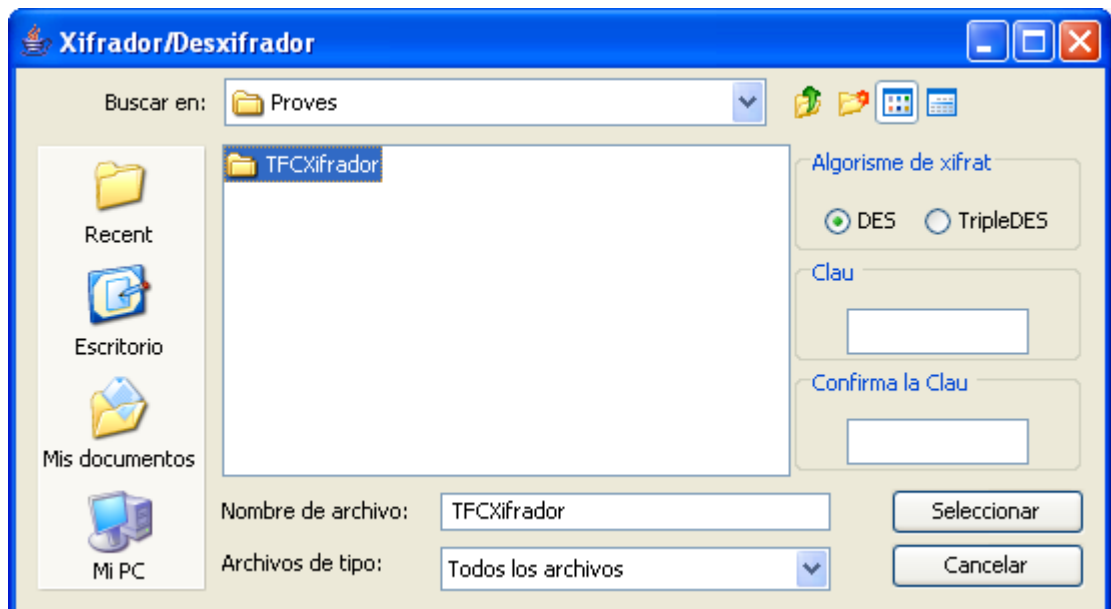 Xifrador/Desxifrador
Buscar en: Proves
TFCXifrador
Recent
Escritorio
Mis documentos
Mi PC
Algorisme de xifrat
DES TripleDES
Clau
Confirma la Clau
Nombre de archivo: TFCXifrador
Seleccionar
Archivos de tipo: Todos los archivos
Cancelar